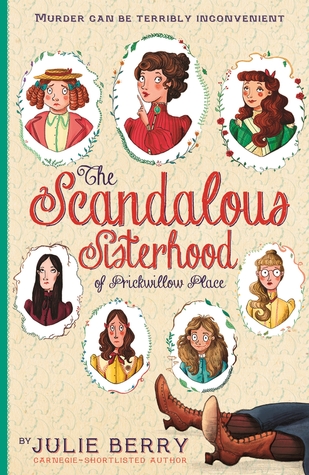 MURDER CAN BE TERRIBLY INCONVENIENT
The
Scandalous
Sisterhood
of Prickwillow Place
BY JULIE BERRY
CARNEGIE-SHORTLISTED AUTHOR